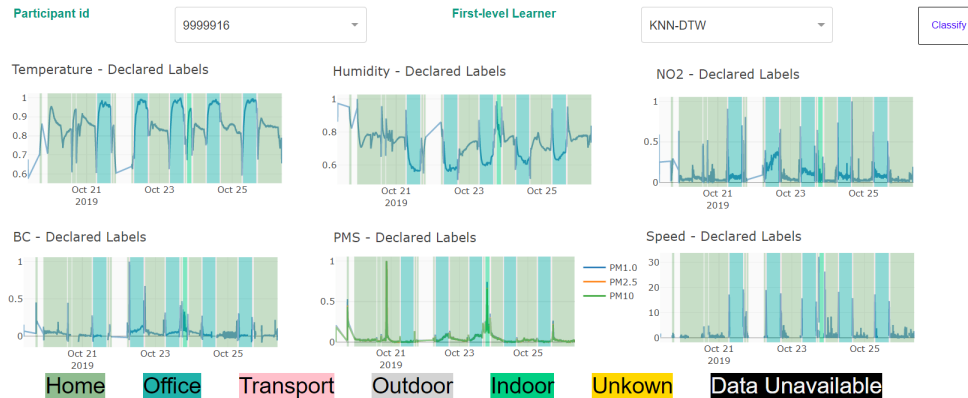 Participant id
9999916
First-level Learner
KNN-DTW
Classify
Temperature - Declared Labels
Humidity - Declared Labels
NO2 - Declared Labels
1
0.9
0.8
0.7
0.6
Oct 21
2019
Oct 23
Oct 25
1
0.8
0.6
Oct 21
2019
Oct 23
Oct 25
1
0.5
0
Oct 21
2019
Oct 23
Oct 25
BC - Declared Labels
PMS - Declared Labels
Speed - Declared Labels
1
0.5
0
Oct 21
2019
Oct 23
Oct 25
1
0.5
0
Oct 21
2019
Oct 23
Oct 25
PM1.0
PM2.5
PM10
30
20
10
0
Oct 21
2019
Oct 23
Oct 25
Home Office Transport Outdoor Indoor Unkown Data Unavailable